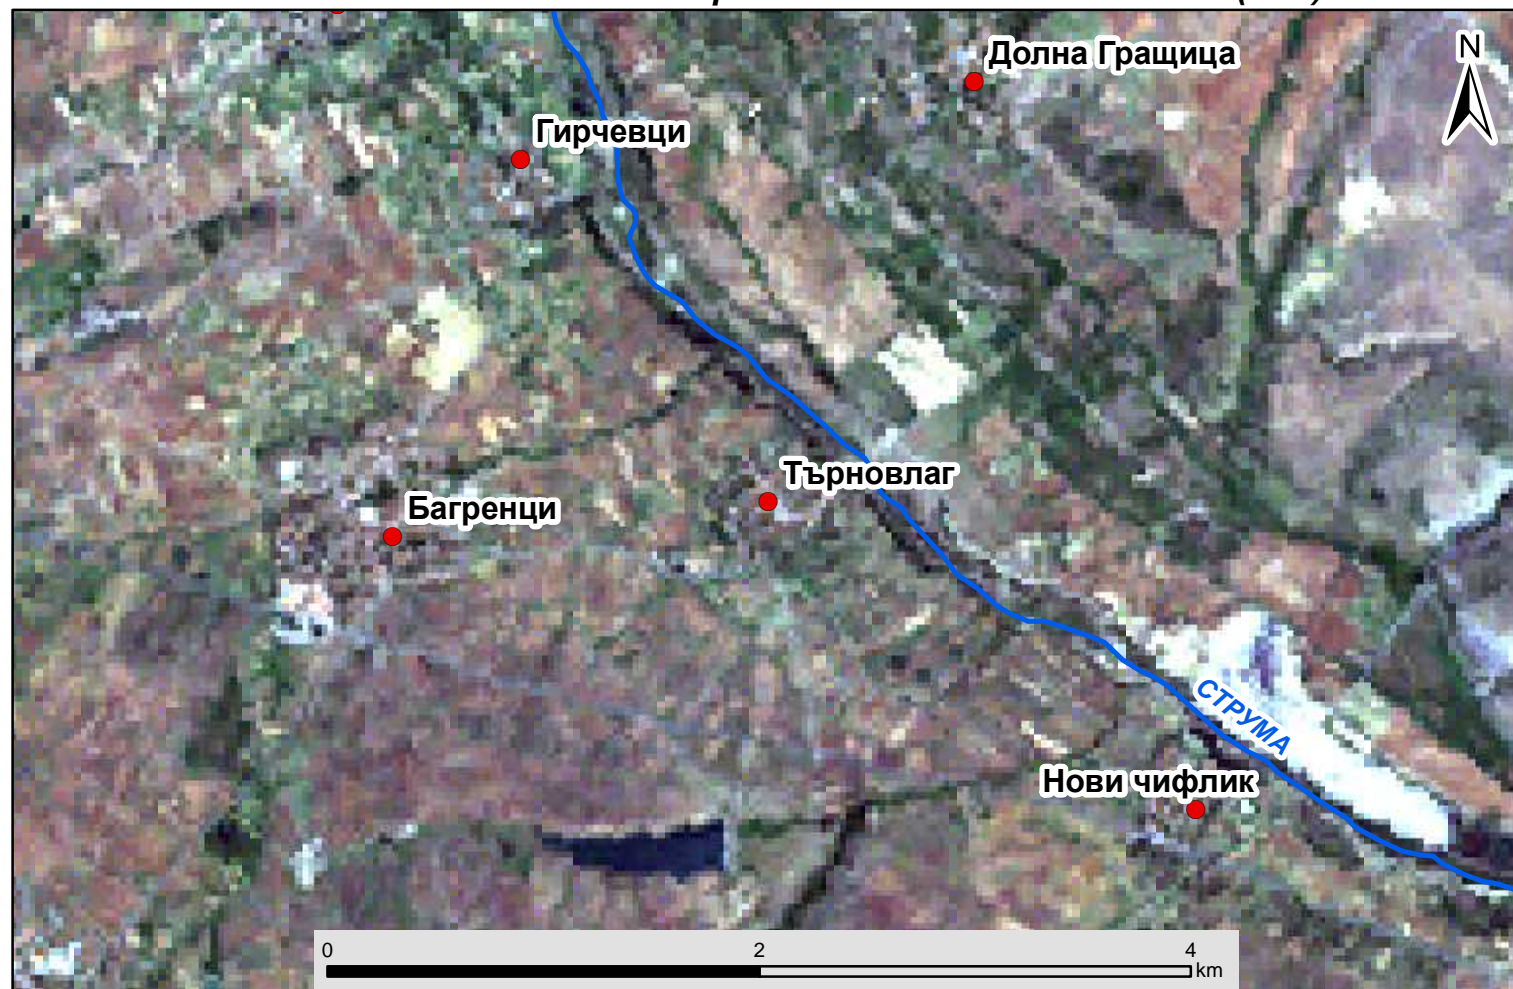 Долна Гращица
N
Гирчевци
Търновлаг
Багренци
СТРУМА
Нови чифлик
0 2 4
km